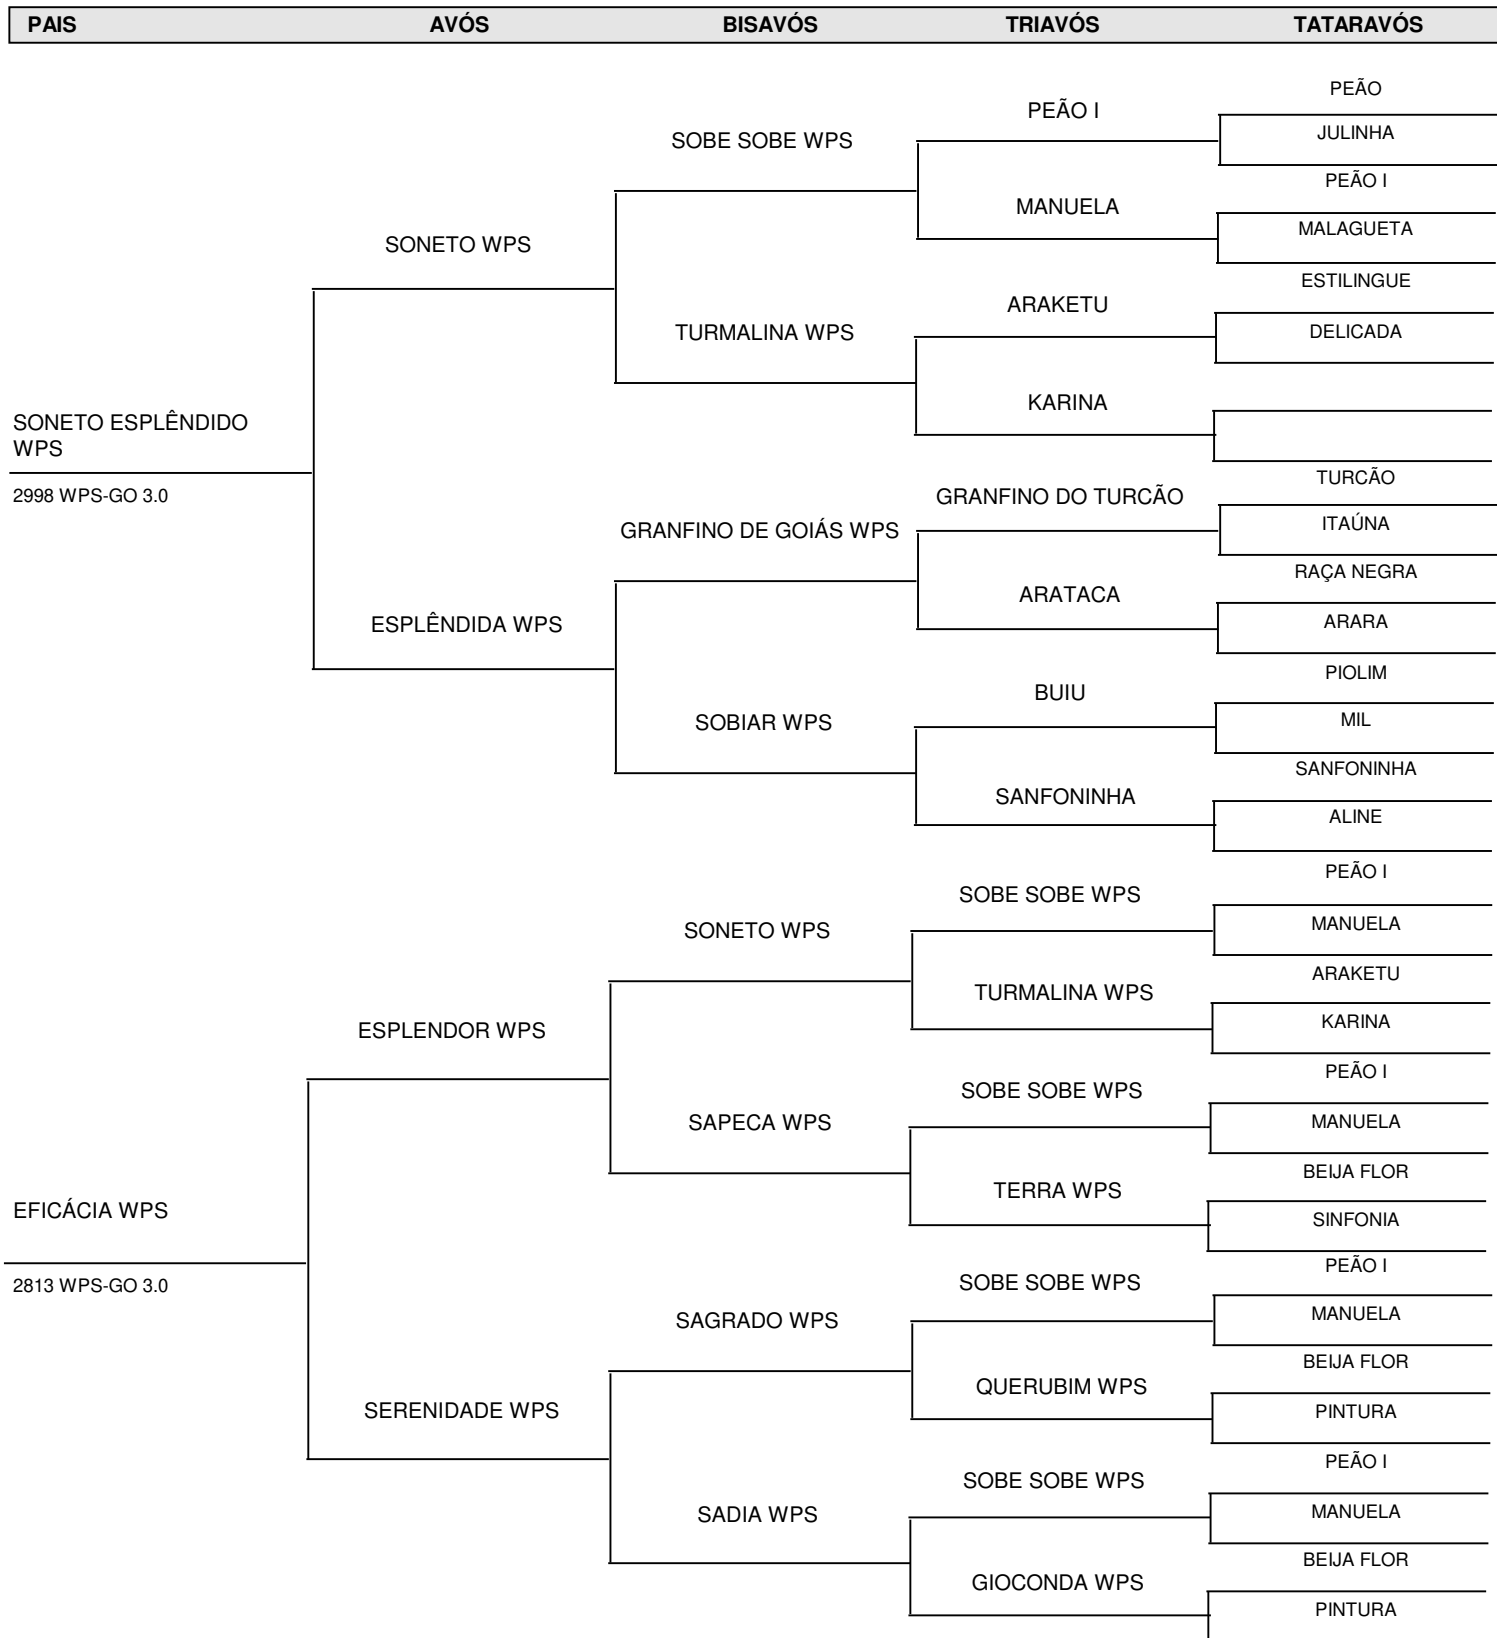 PAIS AVÓS BISAVÓS TRIAVÓS TATARAVÓS
PEÃO
PEÃO I
JULINHA
SOBE SOBE WPS
PEÃO I
MANUELA
MALAGUETA
SONETO WPS
ESTILINGUE
ARAKETU
TURMALINA WPS
DELICADA
KARINA
SONETO ESPLÊNDIDO
WPS
TURCÃO
2998 WPS-GO 3.0
GRANFINO DO TURCÃO
ITAÚNA
GRANFINO DE GOIÁS WPS
RAÇA NEGRA
ARATACA
ARARA
ESPLÊNDIDA WPS
PIOLIM
BUIU
MIL
SOBIAR WPS
SANFONINHA
SANFONINHA
ALINE
PEÃO I
SOBE SOBE WPS
MANUELA
SONETO WPS
ARAKETU
TURMALINA WPS
KARINA
ESPLENDOR WPS
PEÃO I
SOBE SOBE WPS
MANUELA
SAPECA WPS
BEIJA FLOR
TERRA WPS
EFICÁCIA WPS
SINFONIA
PEÃO I
SOBE SOBE WPS
2813 WPS-GO 3.0
MANUELA
SAGRADO WPS
BEIJA FLOR
QUERUBIM WPS
SERENIDADE WPS
PINTURA
PEÃO I
SOBE SOBE WPS
MANUELA
SADIA WPS
BEIJA FLOR
GIOCONDA WPS
PINTURA